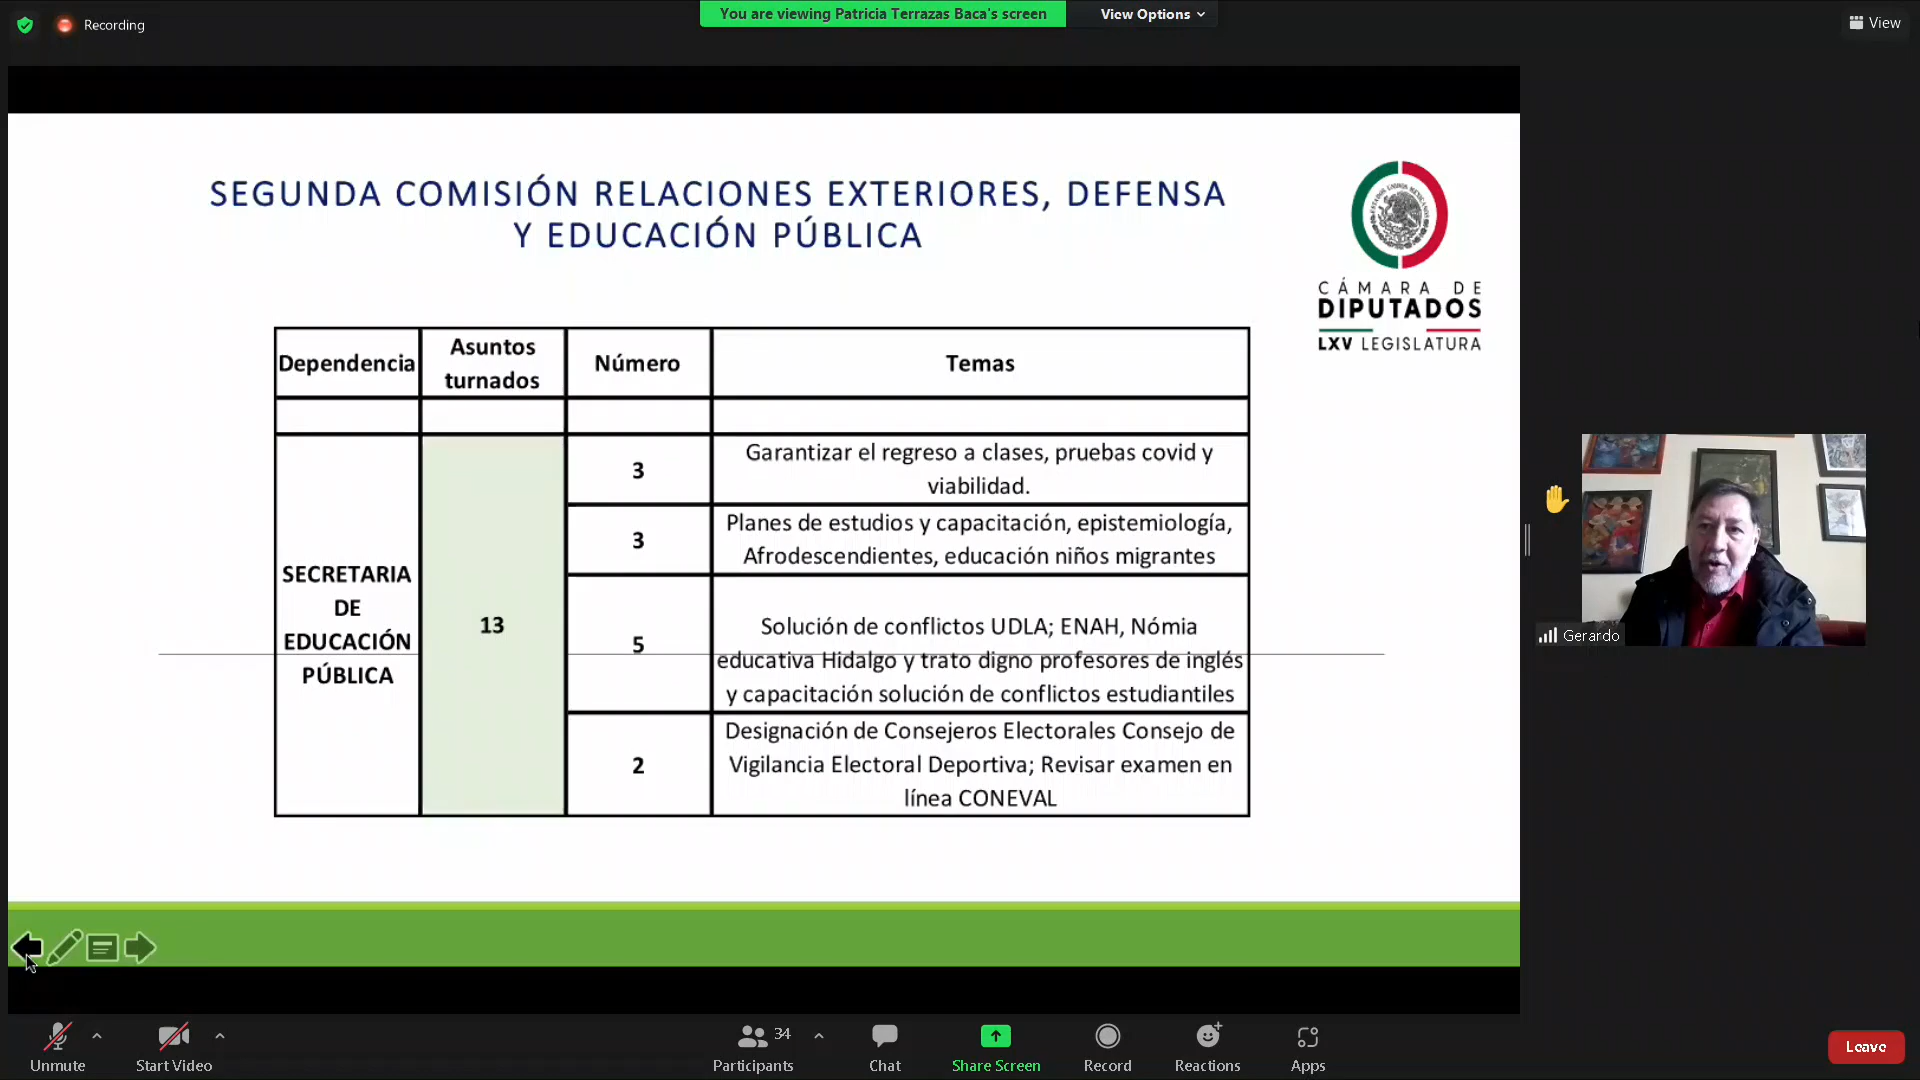 Recording
You are viewing Patricia Terrazas Baca's screen
View Options
View
SEGUNDA COMISIÓN RELACIONES EXTERIORES, DEFENSA
Y EDUCACIÓN PÚBLICA
CÁMARA DE
DIPUTADOS
LXV LEGISLATURA
Dependencia
Asuntos
turnados
Número
Temas
SECRETARIA
DE
EDUCACIÓN
PÚBLICA
13
3
Garantizar el regreso a clases, pruebas covid y
viabilidad.
3
Planes de estudios y capacitación, epistemiología,
Afrodescendientes, educación niños migrantes
5
Solución de conflictos UDLA; ENAH, Nómia
educativa Hidalgo y trato digno profesores de inglés
y capacitación solución de conflictos estudiantiles
2
Designación de Consejeros Electorales Consejo de
Vigilancia Electoral Deportiva; Revisar examen en
línea CONEVAL
Gerardo
Unmute
Start Video
34
Participants
Chat
Share Screen
Record
Reactions
Apps
Leave